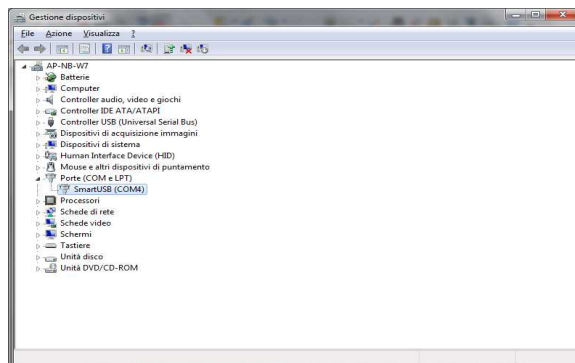 Gestione dispositivi
File Azione Visualizza ?
AP-NB-W7
Batterie
Computer
Controller audio, video e giochi
Controller IDE ATA/ATAPI
Controller USB (Universal Serial Bus)
Dispositivi di acquisizione immagini
Dispositivi di sistema
Human Interface Device (HID)
Mouse e altri dispositivi di puntamento
Porte (COM e LPT)
SmartUSB (COM4)
Processori
Schede di rete
Schede video
Schermi
Tastiere
Unità disco
Unità DVD/CD-ROM